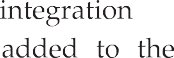 integration
added to the